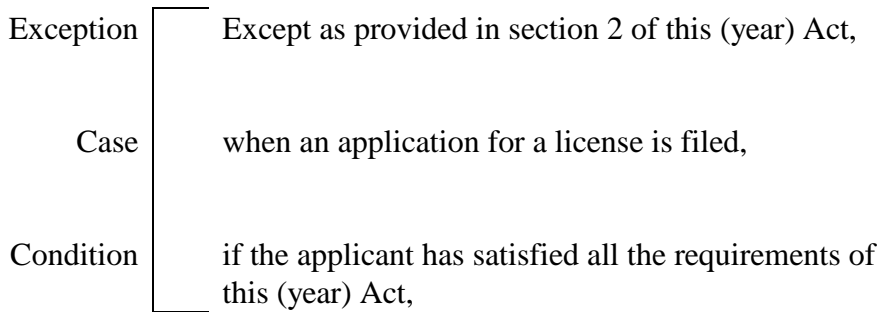 Exception Except as provided in section 2 of this (year) Act,
Case when an application for a license is filed,
Condition if the applicant has satisfied all the requirements of
this (year) Act,